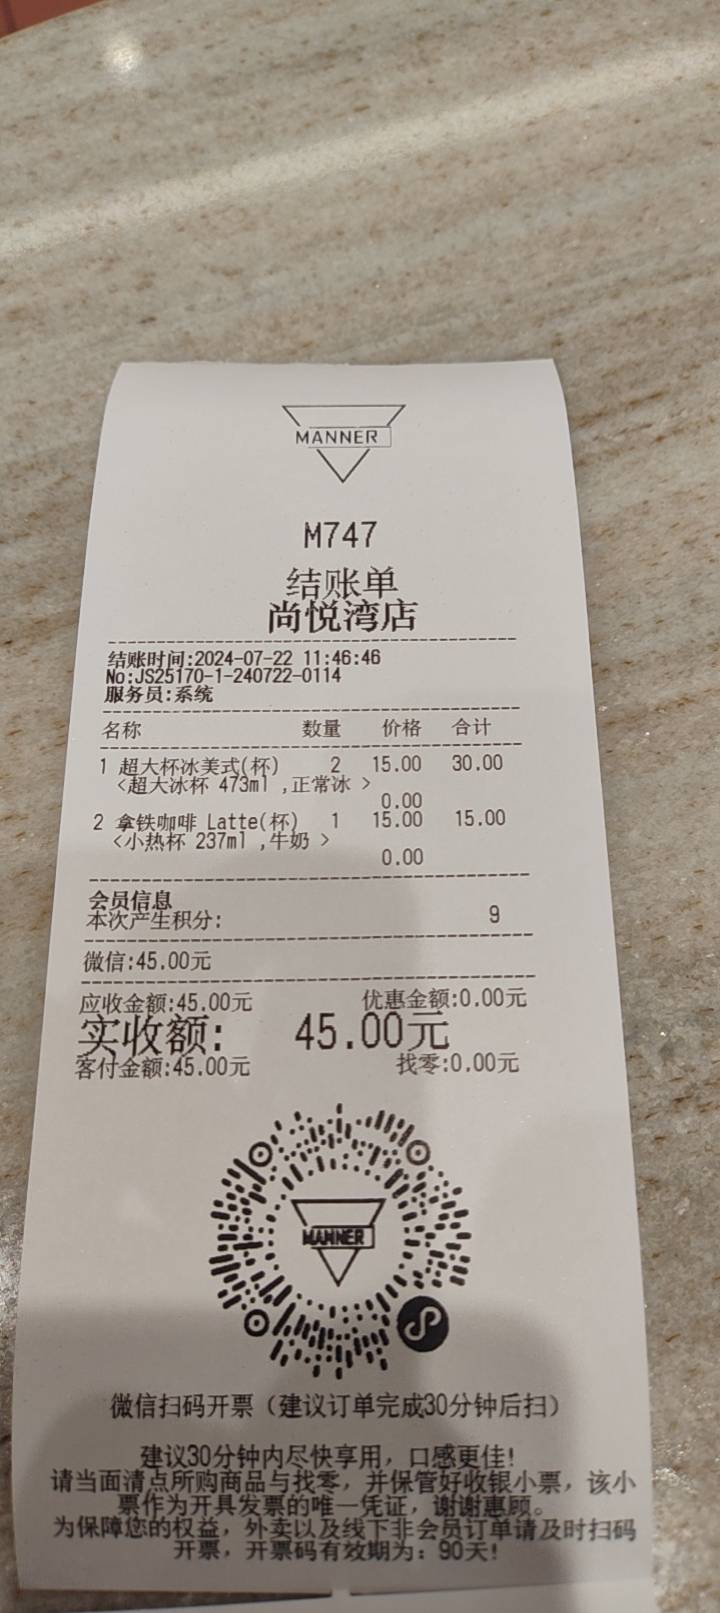 MANNER
M747
结账单
尚悦湾店
结账时间:2024-07-22 11:46:46
No:JS25170-1-240722-0114
服务员:系统
名称 数量 价格 合计
1 超大杯冰美式(杯) 2 15.00 30.00
<超大冰杯 473ml ,正常冰 >
0.00
2 拿铁咖啡 Latte(杯) 1 15.00 15.00
<小热杯 237ml ,牛奶 >
0.00
会员信息
本次产生积分: 9
微信:45.00元
应收金额:45.00元 优惠金额:0.00元
实收额: 45.00元
客付金额:45.00元 找零:0.00元
MANNER
微信扫码开票（建议订单完成30分钟后扫）
建议30分钟内尽快享用，口感更佳!
请当面清点所购商品与找零，并保管好收银小票，该小
票作为开具发票的唯一凭证，谢谢惠顾。
为保障您的权益，外卖以及线下非会员订单请及时扫码
开票，开票码有效期为：90天!